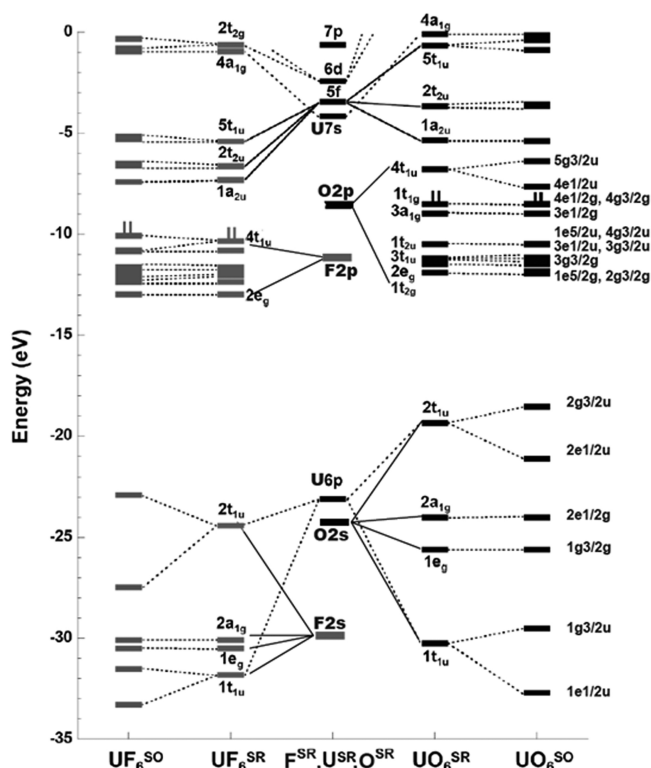 0
-5
-10
-15
-20
-25
-30
-35
Energy (eV)
2t2g
4a1g
5t1u
2t2u
1a2u
4t1u
2eg
2t1u
2a1g
1eg
1t1u
7p
6d
5f
U7s
O2p
F2p
U6p
O2s
F2s
4a1g
5t1u
2t2u
1a2u
4t1u
1t1g
3a1g
1t2u
3t1u
2eg
1t2g
2t1u
2a1g
1eg
1t1u
5g3/2u
4e1/2u
4e1/2g, 4g3/2g
3e1/2g
1e5/2u, 4g3/2u
3e1/2u, 3g3/2u
3g3/2g
1e5/2g, 2g3/2g
2g3/2u
2e1/2u
2e1/2g
1g3/2g
1g3/2u
1e1/2u
UF6SO
UF6SR
FSR,USR,OSR
UO6SR
UO6SO